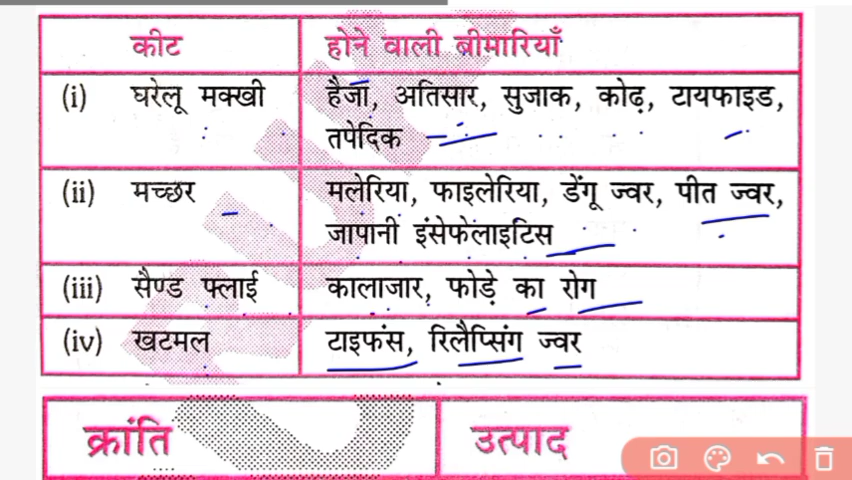 कीट होने वाली बीमारियाँ
(i) घरेलू मक्खी हैजा, अतिसार, सुजाक, कोढ़, टायफाइड,
तपेदिक
(ii) मच्छर मलेरिया, फाइलेरिया, डेंगू ज्वर, पीत ज्वर,
जापानी इंसेफेलाइटिस
(iii) सैण्ड फ्लाई कालाजार, फोड़े का रोग
(iv) खटमल टाइफस, रिलैप्सिंग ज्वर
क्रांति उत्पाद